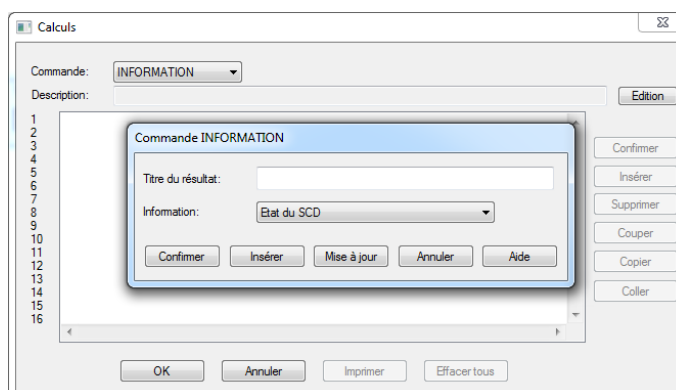 Calculs
Commande: INFORMATION
Description: Edition
1
2
3
4
5
6
7
8
9
10
11
12
13
14
15
16
Commande INFORMATION
Titre du résultat:
Information: Etat du SCD
Confirmer Insérer Mise à jour Annuler Aide
Confirmer
Insérer
Supprimer
Couper
Copier
Coller
OK Annuler Imprimer Effacer tous